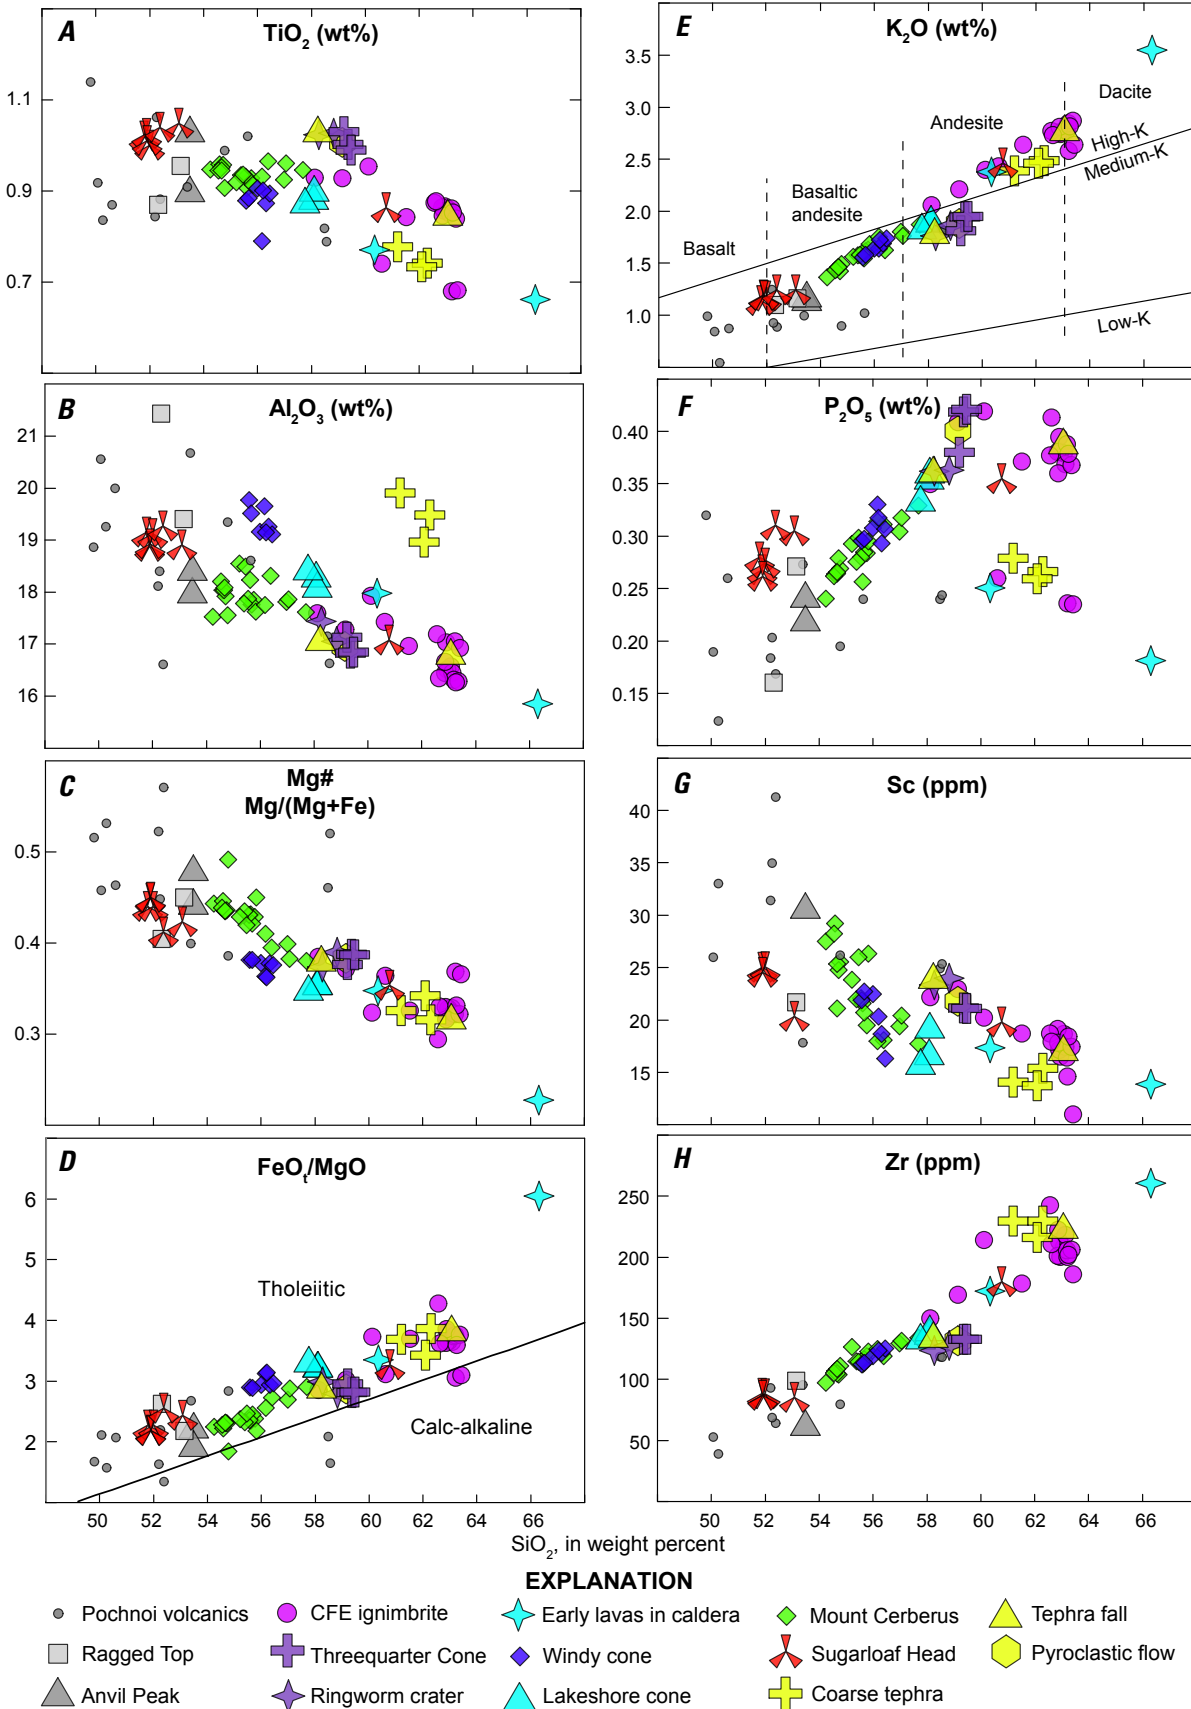 A
TiO2 (wt%)
1.1
0.9
0.7
B
Al2O3 (wt%)
21
20
19
18
17
16
C
Mg#
Mg/(Mg+Fe)
0.5
0.4
0.3
D
FeOt/MgO
6
5
4
3
2
Tholeiitic
Calc-alkaline
50 52 54 56 58 60 62 64 66
E
K2O (wt%)
3.5
3.0
2.5
2.0
1.5
1.0
Dacite
Andesite
High-K
Medium-K
Basaltic
andesite
Basalt
Low-K
F
P2O5 (wt%)
0.40
0.35
0.30
0.25
0.20
0.15
G
Sc (ppm)
40
35
30
25
20
15
H
Zr (ppm)
250
200
150
100
50
50 52 54 56 58 60 62 64 66
SiO2, in weight percent
EXPLANATION
Pochnoi volcanics
CFE ignimbrite
Early lavas in caldera
Mount Cerberus
Tephra fall
Ragged Top
Threequarter Cone
Windy cone
Sugarloaf Head
Pyroclastic flow
Anvil Peak
Ringworm crater
Lakeshore cone
Coarse tephra